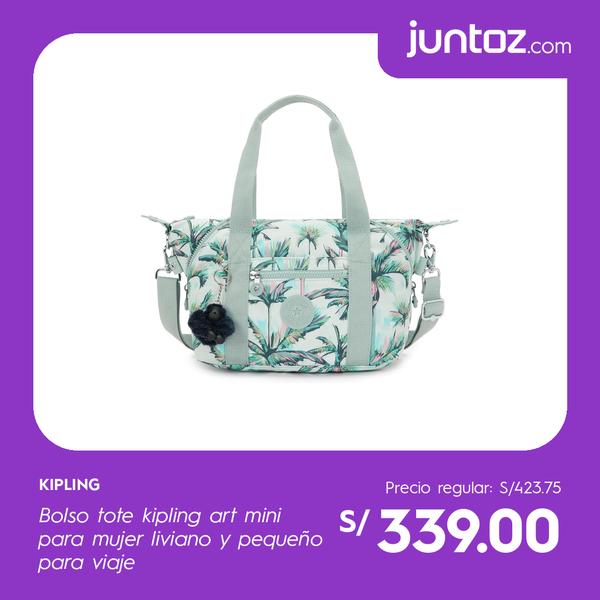 juntoz.com
KIPLING
Bolso tote kipling art mini
para mujer liviano y pequeño
para viaje
Precio regular: S/423.75
S/ 339.00